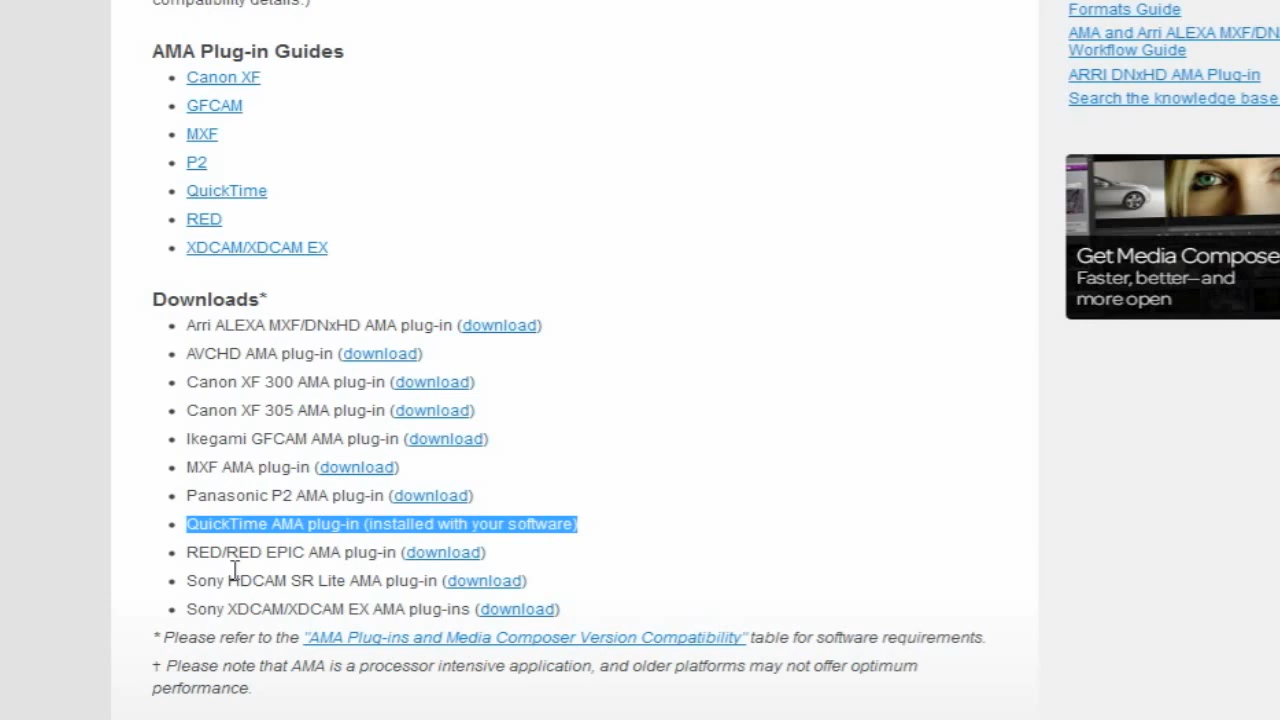 compatibility details.)
AMA Plug-in Guides
Canon XF
GFCAM
MXF
P2
QuickTime
RED
XDCAM/XDCAM EX
Downloads*
Arri ALEXA MXF/DNxHD AMA plug-in (download)
AVCHD AMA plug-in (download)
Canon XF 300 AMA plug-in (download)
Canon XF 305 AMA plug-in (download)
Ikegami GFCAM AMA plug-in (download)
MXF AMA plug-in (download)
Panasonic P2 AMA plug-in (download)
QuickTime AMA plug-in (installed with your software)
RED/RED EPIC AMA plug-in (download)
Sony HDCAM SR Lite AMA plug-in (download)
Sony XDCAM/XDCAM EX AMA plug-ins (download)
* Please refer to the "AMA Plug-ins and Media Composer Version Compatibility" table for software requirements.
† Please note that AMA is a processor intensive application, and older platforms may not offer optimum
performance.
Formats Guide
AMA and Arri ALEXA MXF/DN
Workflow Guide
ARRI DNxHD AMA Plug-in
Search the knowledge base
Get Media Compose
Faster, better–and
more open